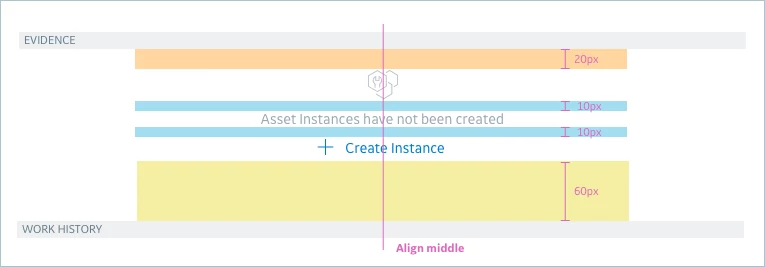 EVIDENCE
20px
10px
Asset Instances have not been created
10px
Create Instance
60px
WORK HISTORY
Align middle